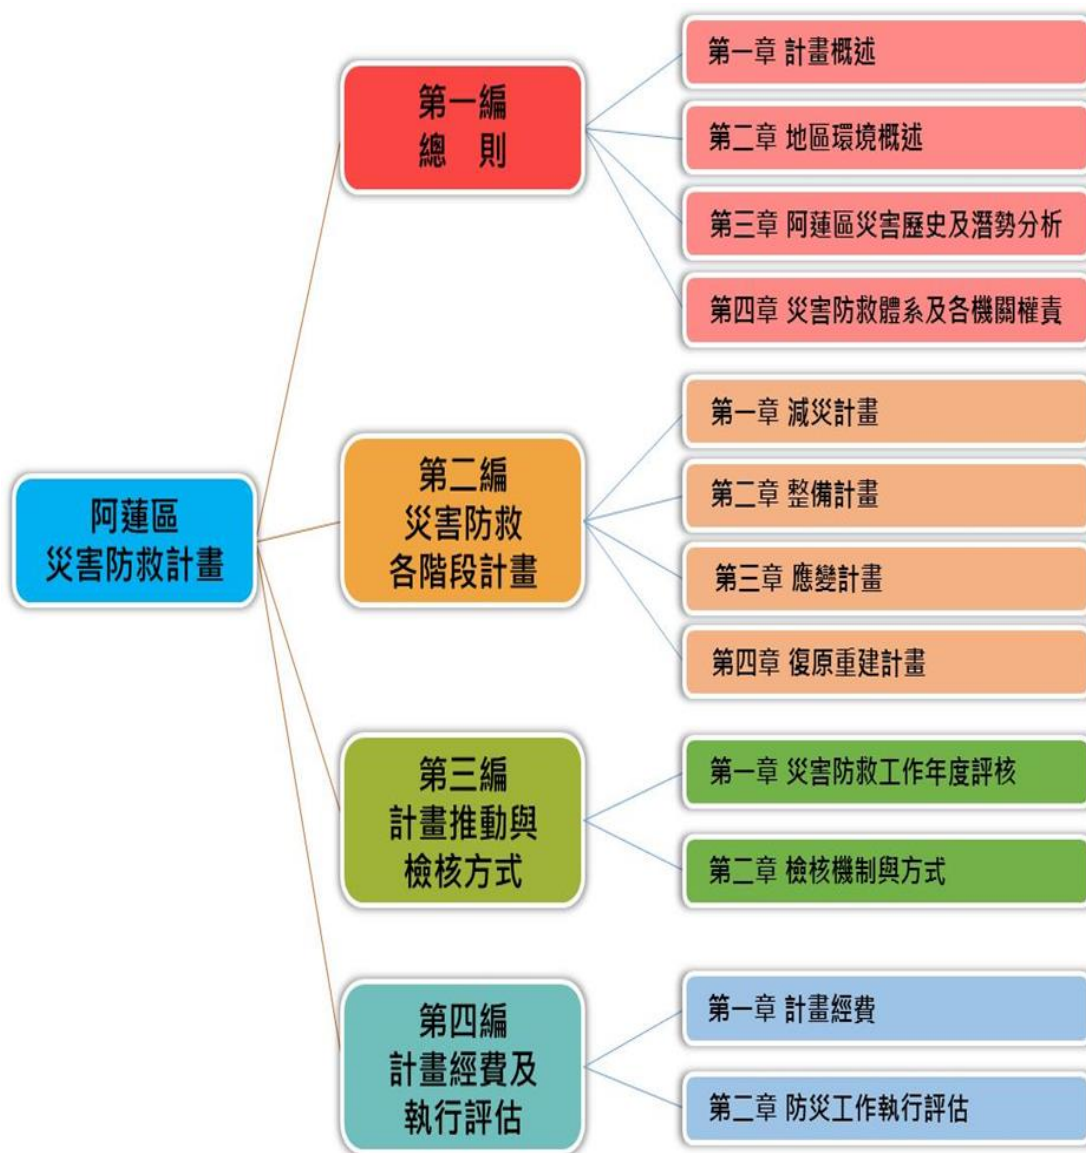 阿蓮區
災害防救計畫
第一編
總　則
第一章 計畫概述
第二章 地區環境概述
第三章 阿蓮區災害歷史及潛勢分析
第四章 災害防救體系及各機關權責
第二編
災害防救
各階段計畫
第一章 減災計畫
第二章 整備計畫
第三章 應變計畫
第四章 復原重建計畫
第三編
計畫推動與
檢核方式
第一章 災害防救工作年度評核
第二章 檢核機制與方式
第四編
計畫經費及
執行評估
第一章 計畫經費
第二章 防災工作執行評估